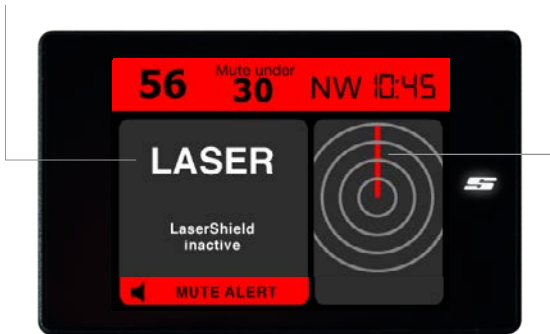 56
Mute under
30
NW 10:45
LASER
LaserShield
inactive
MUTE ALERT